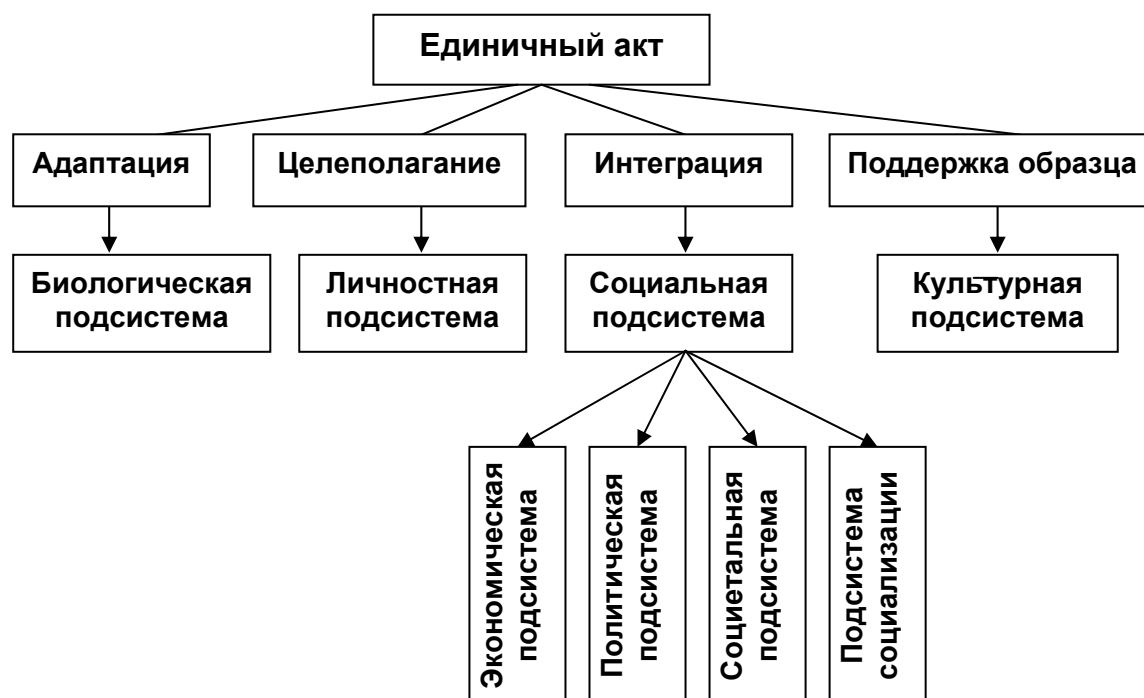 Единичный акт
Адаптация
Целеполагание
Интеграция
Поддержка образца
Биологическая
подсистема
Личностная
подсистема
Социальная
подсистема
Культурная
подсистема
Экономическая
подсистема
Политическая
подсистема
Социетальная
подсистема
Подсистема
социализации